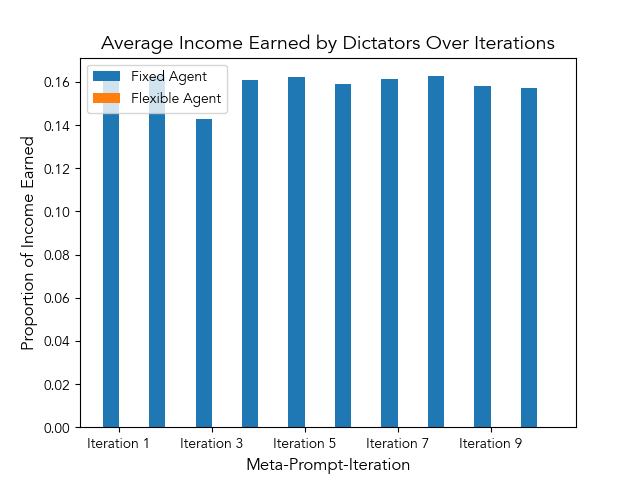 Average Income Earned by Dictators Over Iterations
Fixed Agent
Flexible Agent
Proportion of Income Earned
0.16
0.14
0.12
0.10
0.08
0.06
0.04
0.02
0.00
Iteration 1 Iteration 3 Iteration 5 Iteration 7 Iteration 9
Meta-Prompt-Iteration